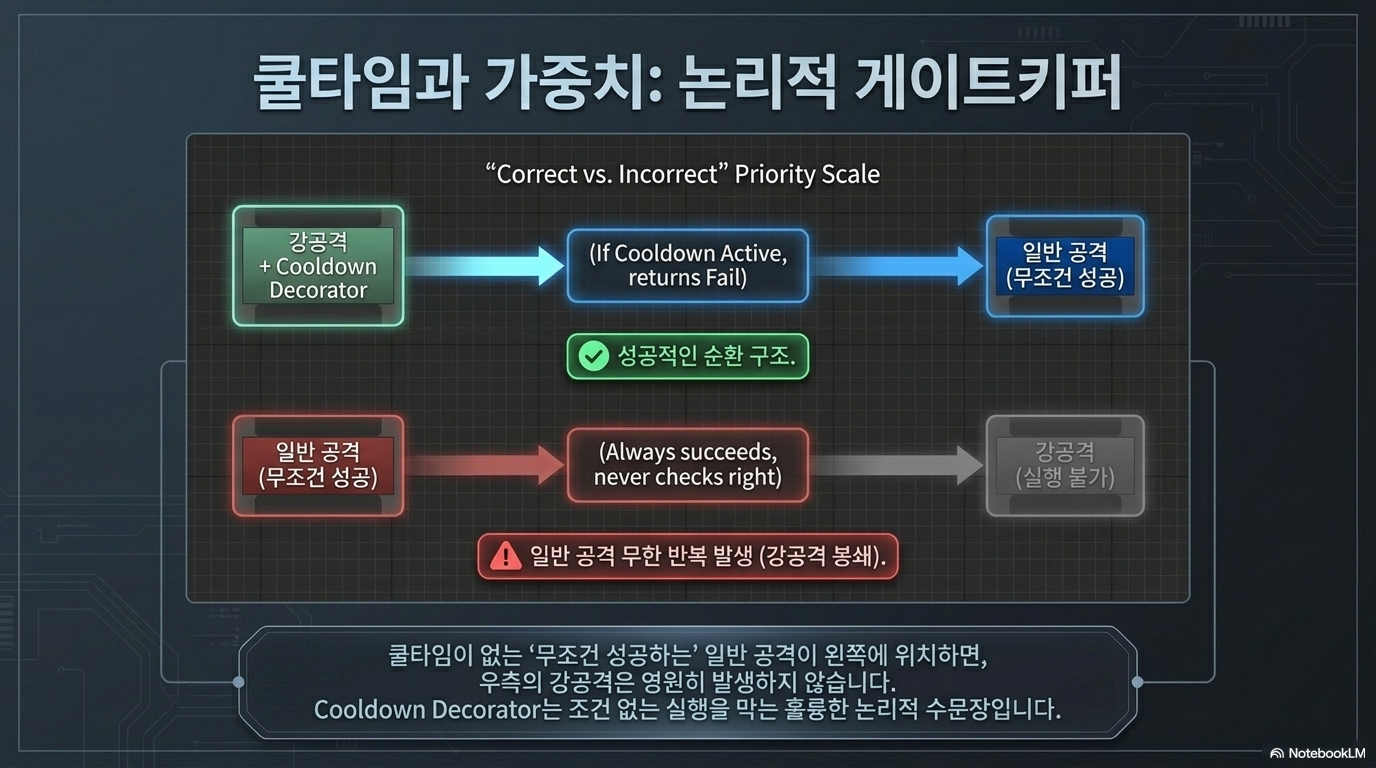 쿨타임과 가중치: 논리적 게이트키퍼
“Correct vs. Incorrect” Priority Scale
강공격
+ Cooldown
Decorator
(If Cooldown Active,
returns Fail)
일반 공격
(무조건 성공)
성공적인 순환 구조.
일반 공격
(무조건 성공)
(Always succeeds,
never checks right)
강공격
(실행 불가)
일반 공격 무한 반복 발생 (강공격 봉쇄).
쿨타임이 없는 ‘무조건 성공하는’ 일반 공격이 왼쪽에 위치하면,
우측의 강공격은 영원히 발생하지 않습니다.
Cooldown Decorator는 조건 없는 실행을 막는 훌륭한 논리적 수문장입니다.
NotebookLM